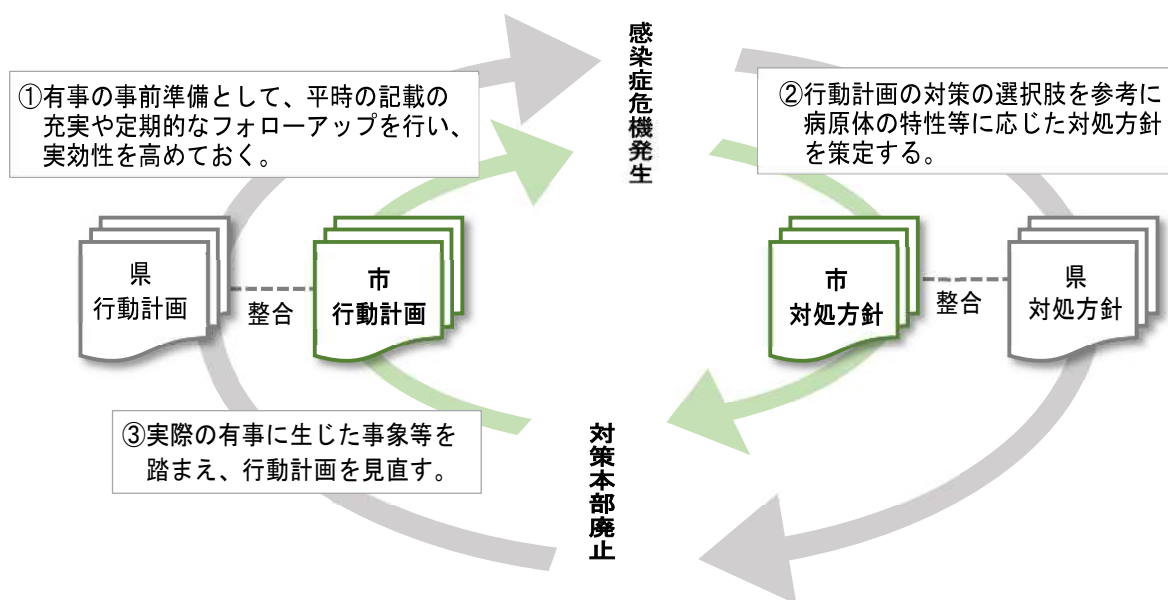 感染症危機発生
①有事の事前準備として、平時の記載の
充実や定期的なフォローアップを行い、
実効性を高めておく。
②行動計画の対策の選択肢を参考に
病原体の特性等に応じた対処方針
を策定する。
県
行動計画
整合
市
行動計画
市
対処方針
整合
県
対処方針
③実際の有事に生じた事象等を
踏まえ、行動計画を見直す。
対策本部廃止